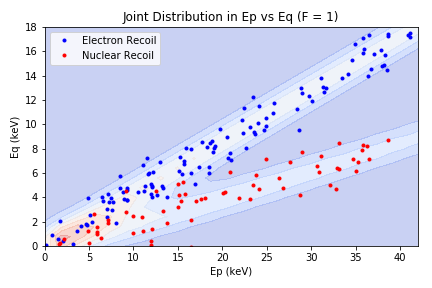 Joint Distribution in Ep vs Eq (F = 1)
Electron Recoil
Nuclear Recoil
Eq (keV)
18
16
14
12
10
8
6
4
2
0
0 5 10 15 20 25 30 35 40
Ep (keV)